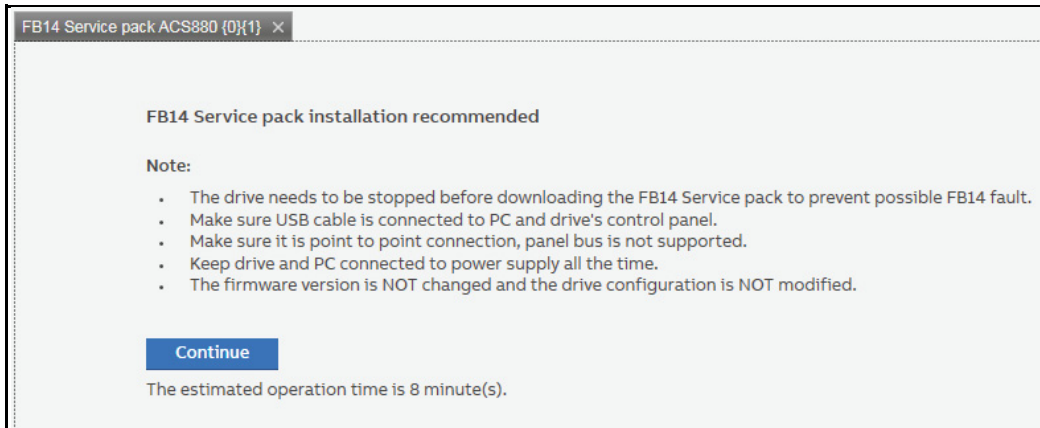 FB14 Service pack ACS880 {0}{1} ×
FB14 Service pack installation recommended
Note:
• The drive needs to be stopped before downloading the FB14 Service pack to prevent possible FB14 fault.
• Make sure USB cable is connected to PC and drive's control panel.
• Make sure it is point to point connection, panel bus is not supported.
• Keep drive and PC connected to power supply all the time.
• The firmware version is NOT changed and the drive configuration is NOT modified.
Continue
The estimated operation time is 8 minute(s).